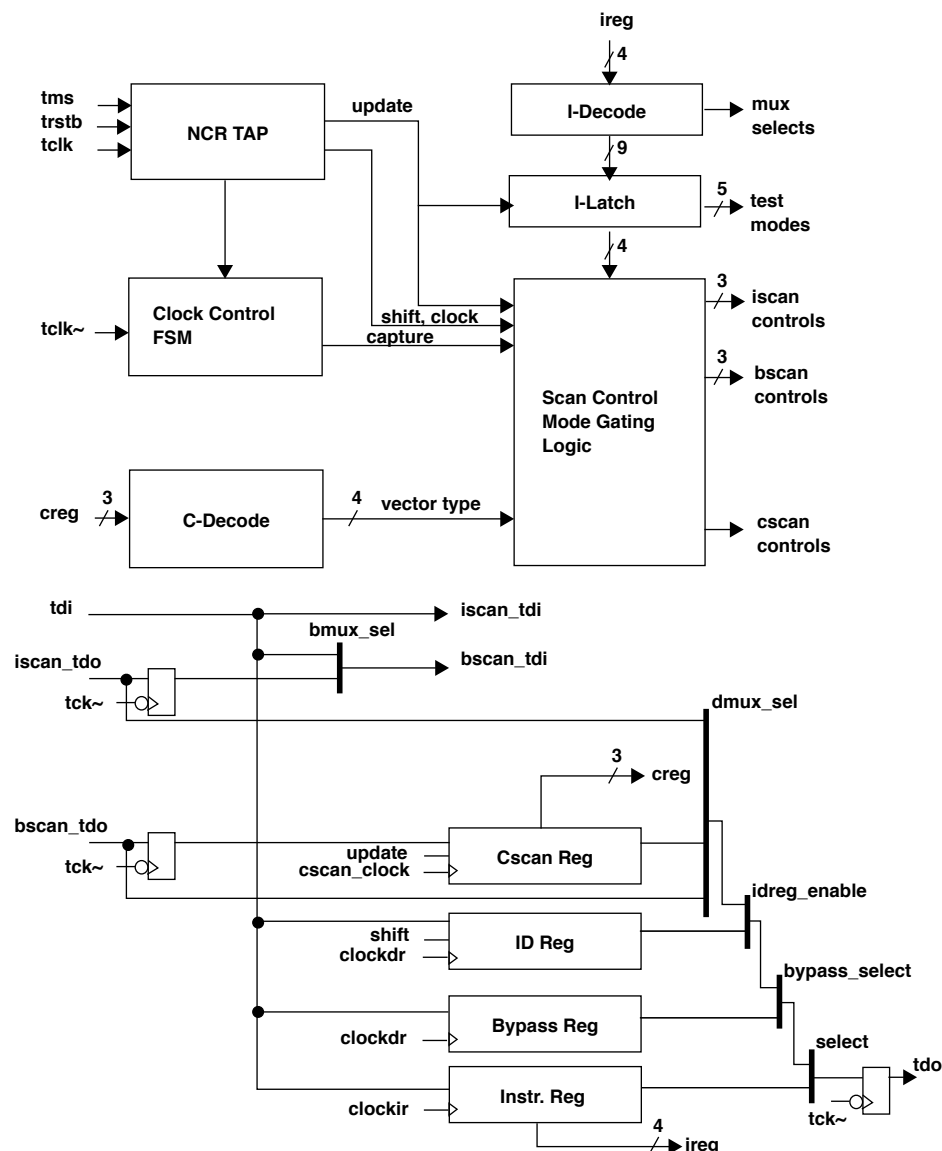 ireg
4
tms
trstb
tclk
NCR TAP
update
I-Decode
mux
selects
9
I-Latch
5
test
modes
4
tclk~
Clock Control
FSM
shift, clock
capture
Scan Control
Mode Gating
Logic
3
iscan
controls
3
bscan
controls
creg
3
C-Decode
4
vector type
cscan
controls
tdi
iscan_tdi
bmux_sel
iscan_tdo
bscan_tdi
tck~
dmux_sel
3
creg
bscan_tdo
tck~
update
cscan_clock
Cscan Reg
idreg_enable
shift
clockdr
ID Reg
bypass_select
clockdr
Bypass Reg
select
tdo
clockir
Instr. Reg
tck~
4
ireg